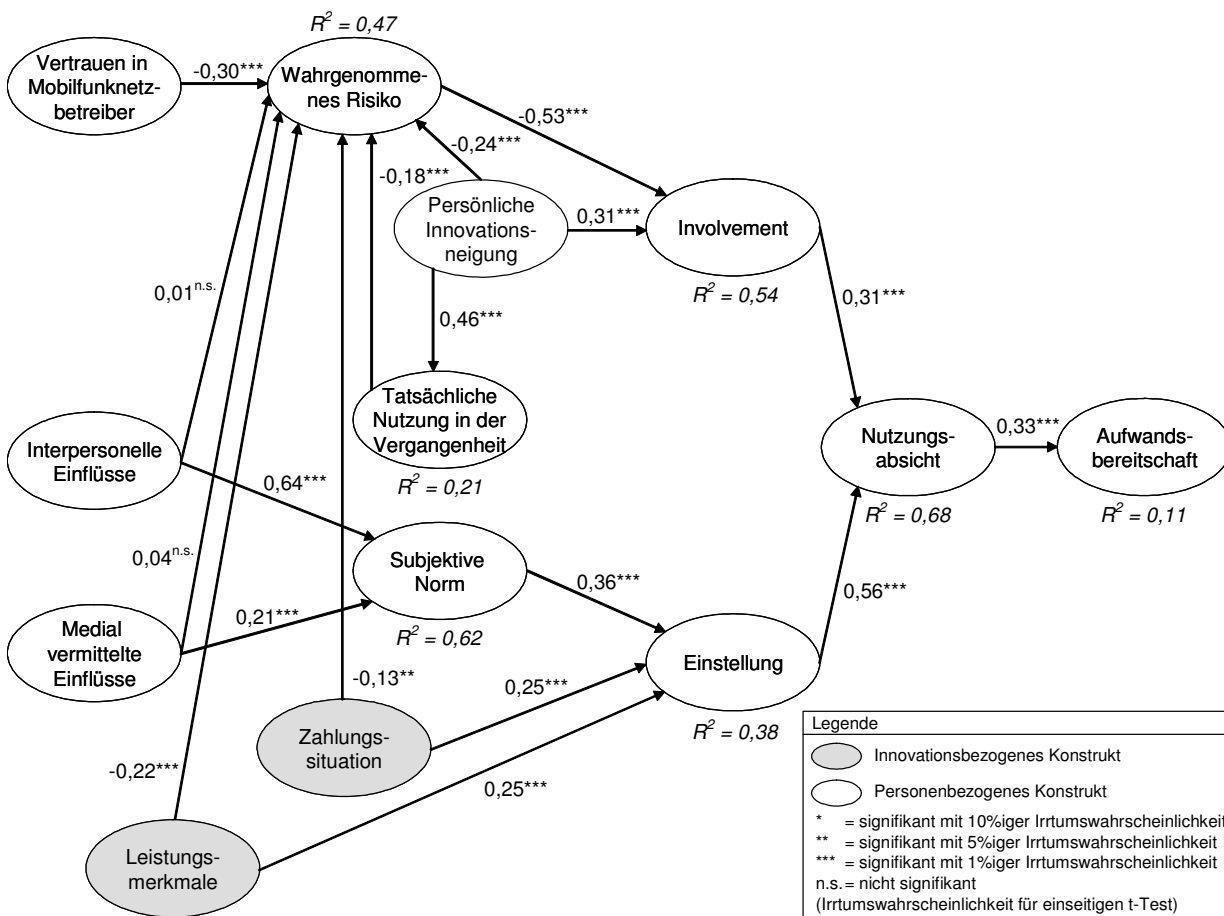 R² = 0,47
Vertrauen in
Mobilfunknetz-
betreiber
-0,30***
Wahrgenomme-
nes Risiko
-0,53***
-0,24***
-0,18***
Persönliche
Innovations-
neigung
0,31***
Involvement
R² = 0,54
0,01ⁿ·ˢ·
0,46***
0,31***
Tatsächliche
Nutzung in der
Vergangenheit
R² = 0,21
Interpersonelle
Einflüsse
0,64***
Nutzungs-
absicht
R² = 0,68
0,33***
Aufwands-
bereitschaft
R² = 0,11
0,04ⁿ·ˢ·
Subjektive
Norm
R² = 0,62
0,36***
0,56***
Medial
vermittelte
Einflüsse
0,21***
Einstellung
R² = 0,38
-0,13**
0,25***
Zahlungs-
situation
-0,22***
0,25***
Leistungs-
merkmale
Legende
Innovationsbezogenes Konstrukt
Personenbezogenes Konstrukt
* = signifikant mit 10%iger Irrtumswahrscheinlichkeit
** = signifikant mit 5%iger Irrtumswahrscheinlichkeit
*** = signifikant mit 1%iger Irrtumswahrscheinlichkeit
n.s. = nicht signifikant
(Irrtumswahrscheinlichkeit für einseitigen t-Test)